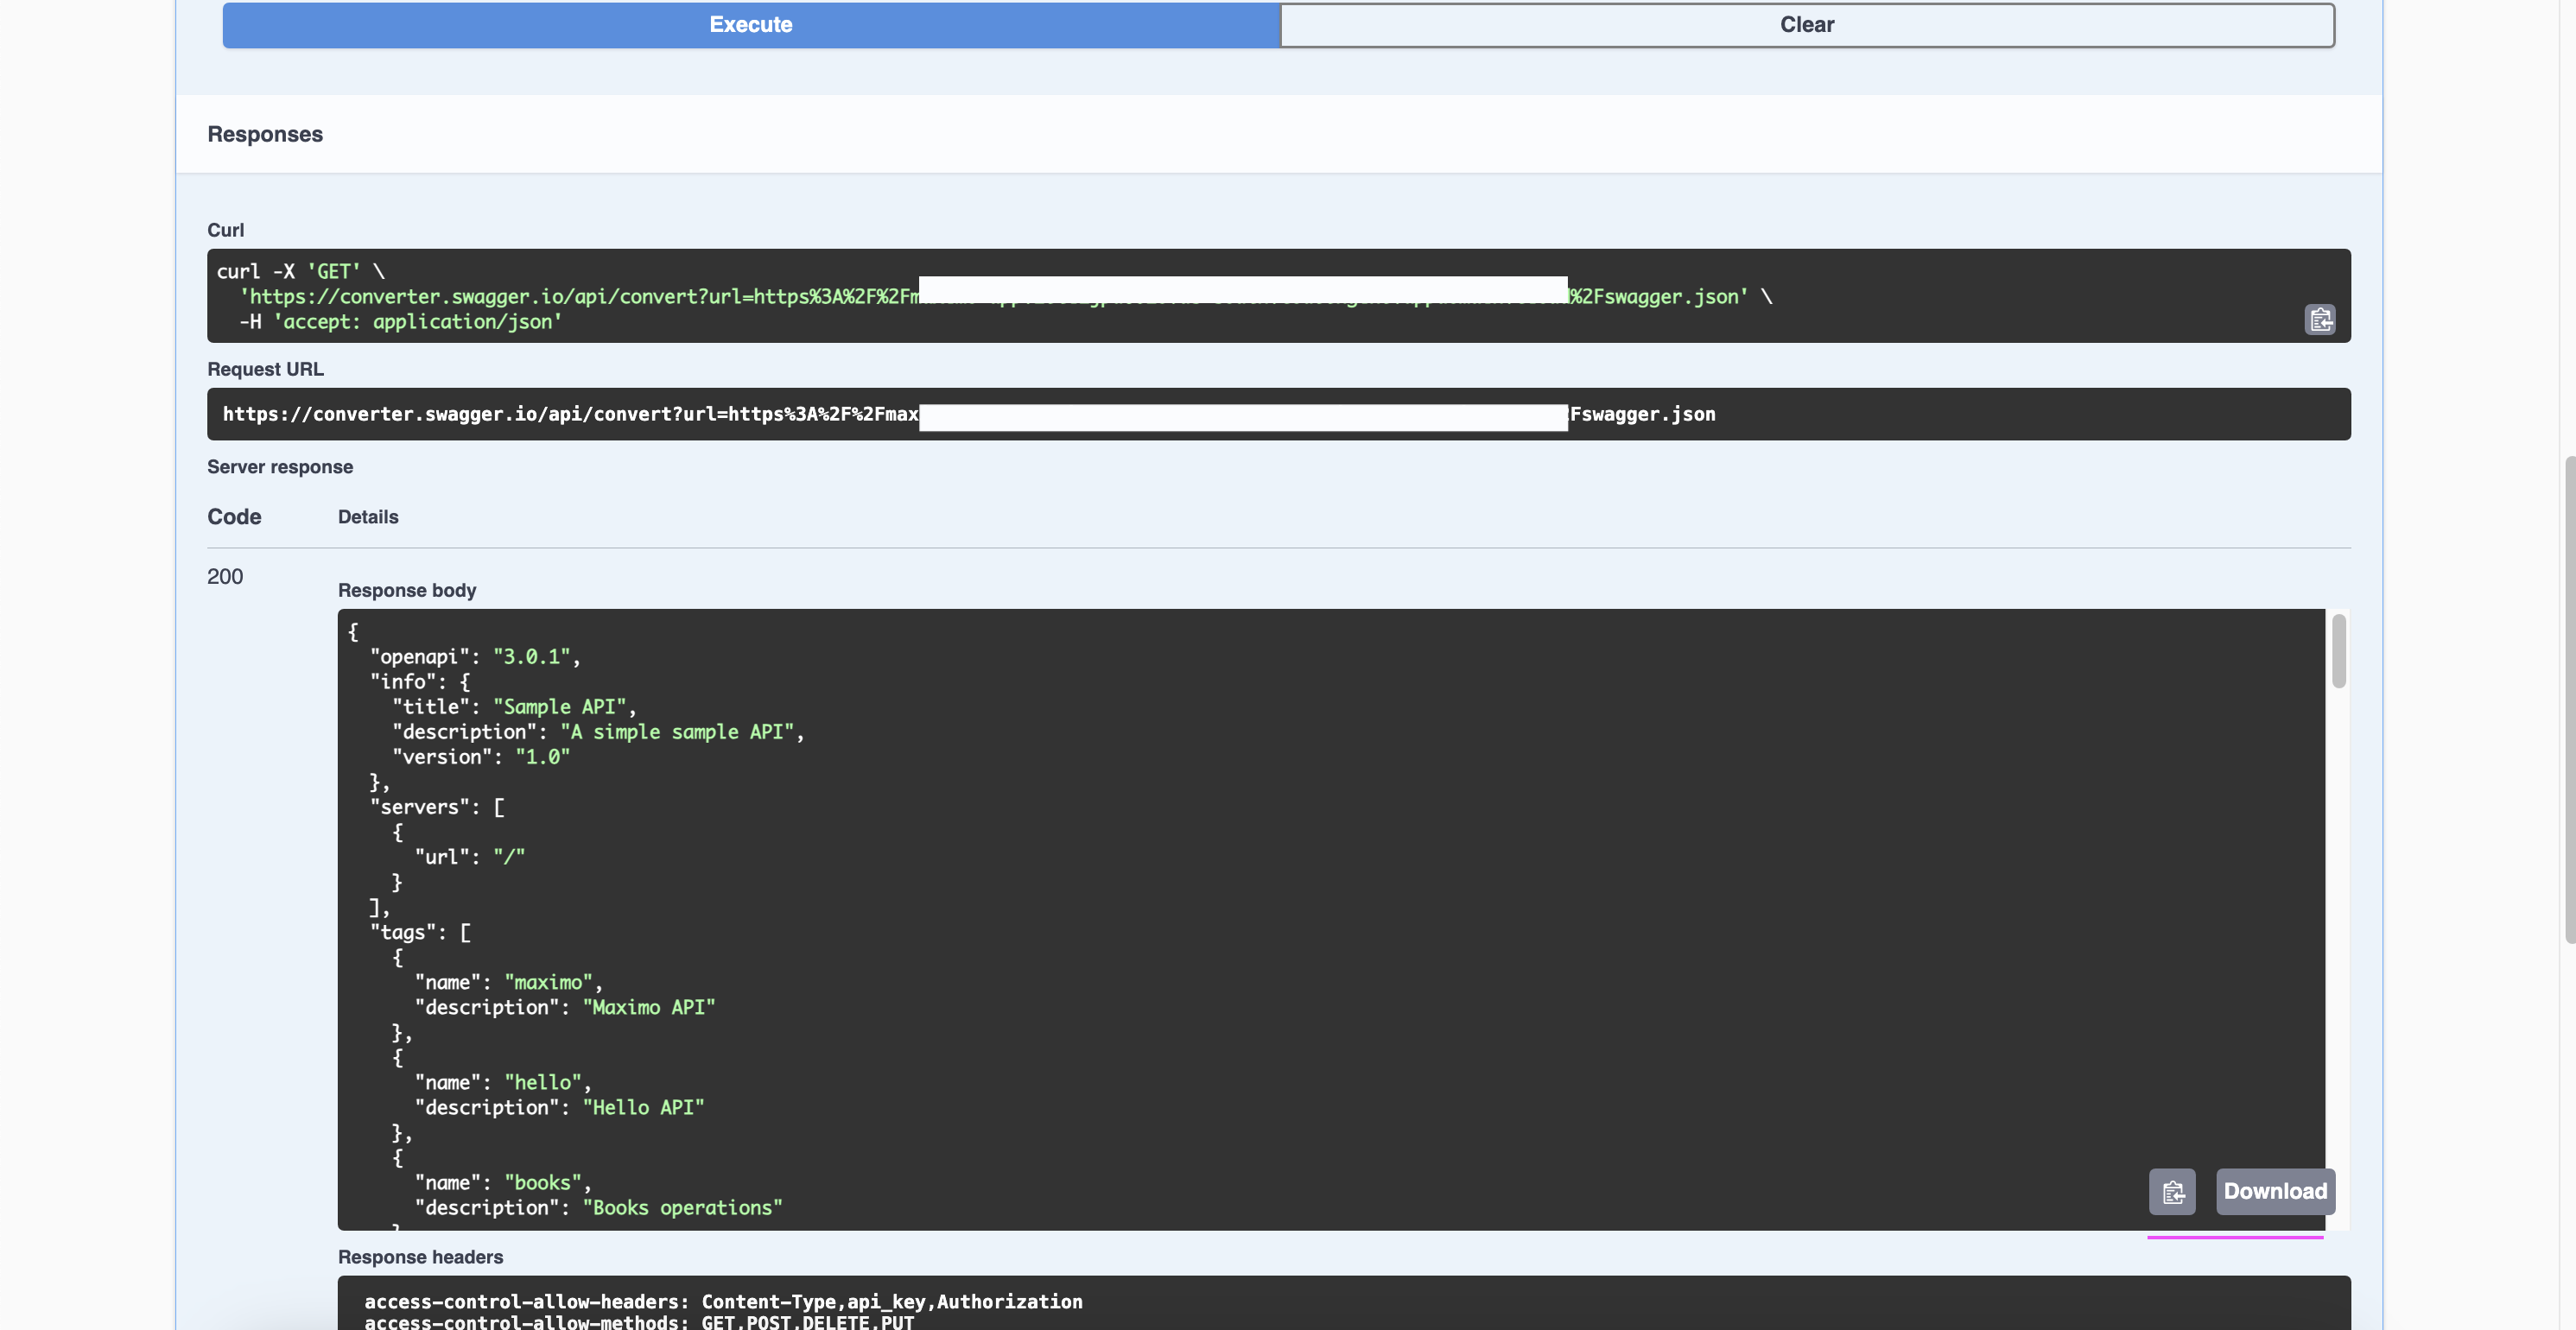 Execute
Clear
Responses
Curl
curl -X 'GET' \
'https://converter.swagger.io/api/convert?url=https%3A%2F%2Fm %2Fswagger.json' \
-H 'accept: application/json'
Request URL
https://converter.swagger.io/api/convert?url=https%3A%2F%2Fmax Fswagger.json
Server response
Code
Details
200
Response body
{
"openapi": "3.0.1",
"info": {
"title": "Sample API",
"description": "A simple sample API",
"version": "1.0"
},
"servers": [
{
"url": "/"
}
],
"tags": [
{
"name": "maximo",
"description": "Maximo API"
},
{
"name": "hello",
"description": "Hello API"
},
{
"name": "books",
"description": "Books operations"
}
Download
Response headers
access-control-allow-headers: Content-Type,api_key,Authorization
access-control-allow-methods: GET,POST,DELETE,PUT